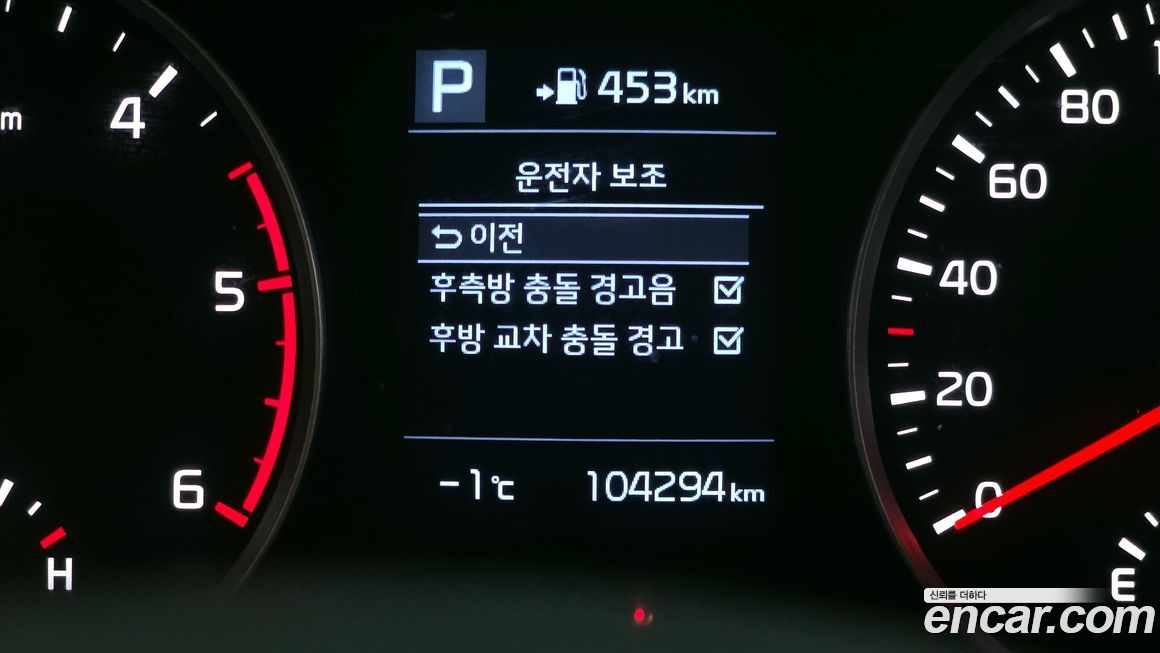 P 453 km
운전자 보조
이전
후측방 충돌 경고음
후방 교차 충돌 경고
-1℃ 104294 km
4
5
6
H
80
60
40
20
0
E
신뢰를 더하다
encar.com